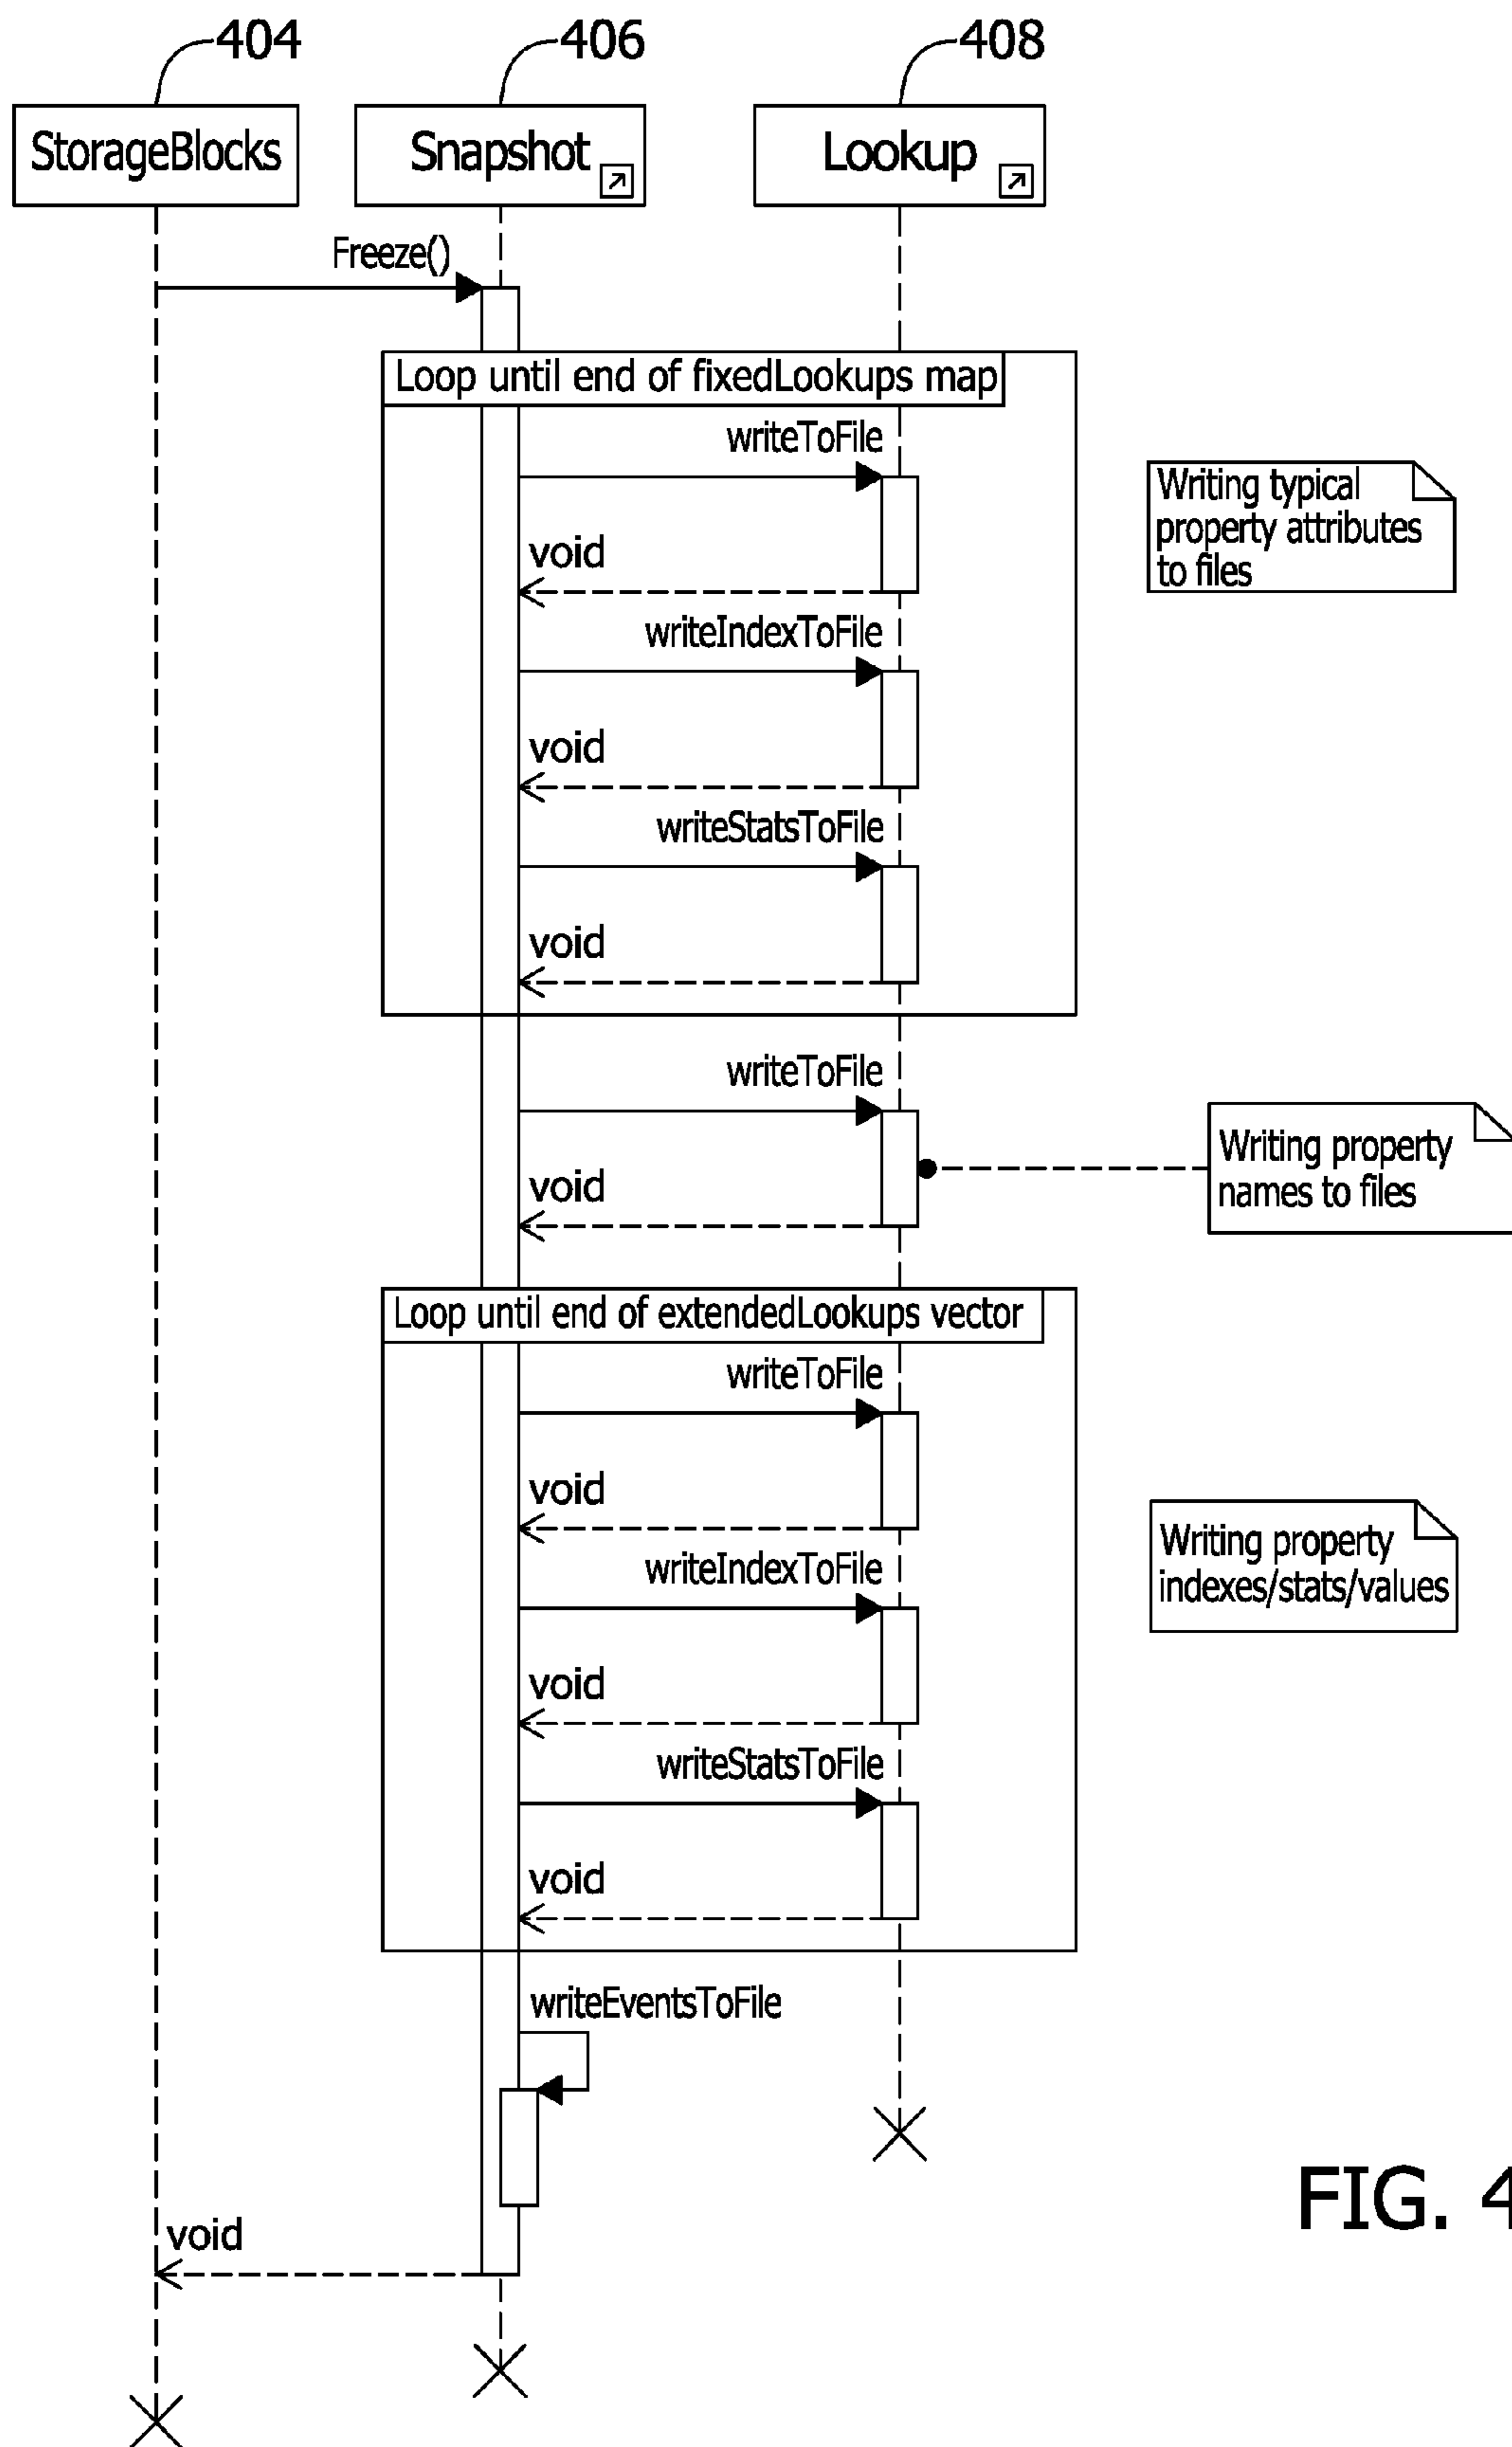 404
406
408
StorageBlocks
Snapshot
Lookup
Freeze()
Loop until end of fixedLookups map
writeToFile
Writing typical
property attributes
to files
void
writeIndexToFile
void
writeStatsToFile
void
writeToFile
Writing property
names to files
void
Loop until end of extendedLookups vector
writeToFile
void
Writing property
indexes/stats/values
writeIndexToFile
void
writeStatsToFile
void
writeEventsToFile
FIG. 4
void